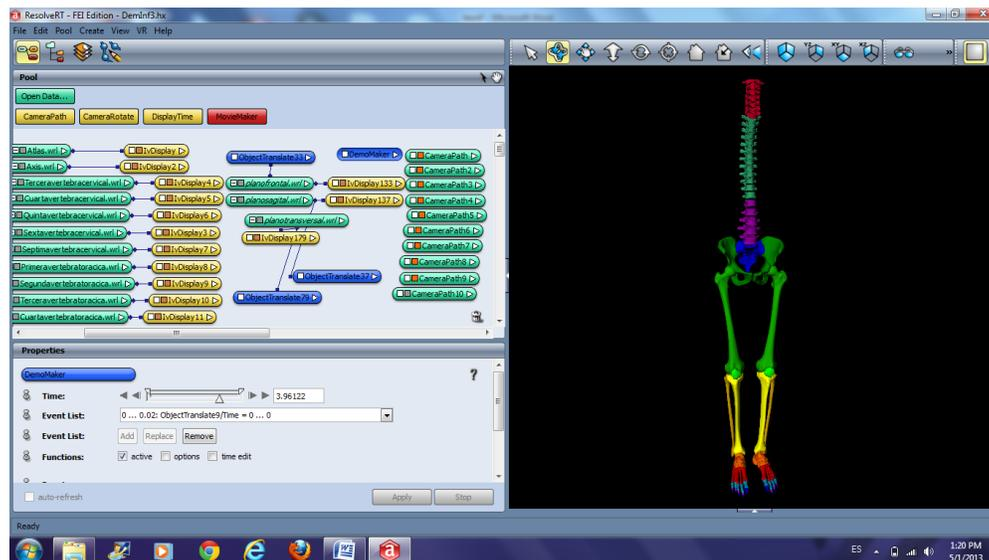 ResolveRT - FEI Edition - DemInf3.hx
File Edit Pool Create View VR Help
YZ XY XZ
»
Pool
Open Data...
CameraPath CameraRotate DisplayTime MovieMaker
Atlas.wrl IvDisplay ObjectTranslate33 DemoMaker CameraPath
Axis.wrl IvDisplay2 CameraPath2
Terceravertebracervical.wrl IvDisplay4 planofrontal.wrl IvDisplay133 CameraPath3
Cuartavertebracervical.wrl IvDisplay5 planosagital.wrl IvDisplay137 CameraPath4
Quintavertebracervical.wrl IvDisplay6 planotransversal.wrl CameraPath5
Sextavertebracervical.wrl IvDisplay3 IvDisplay179 CameraPath6
Septimavertebracervical.wrl IvDisplay7 CameraPath7
Primeravertebratoracica.wrl IvDisplay8 CameraPath8
Segundavertebratoracica.wrl IvDisplay9 ObjectTranslate37 CameraPath9
Terceravertebratoracica.wrl IvDisplay10 ObjectTranslate79 CameraPath10
Cuartavertebratoracica.wrl IvDisplay11
Properties
DemoMaker ?
Time: 3.96122
Event List: 0 ... 0.02: ObjectTranslate9/Time = 0 ... 0
Event List: Add Replace Remove
Functions: active options time edit
auto-refresh Apply Stop
Ready
ES 1:20 PM
5/1/2013